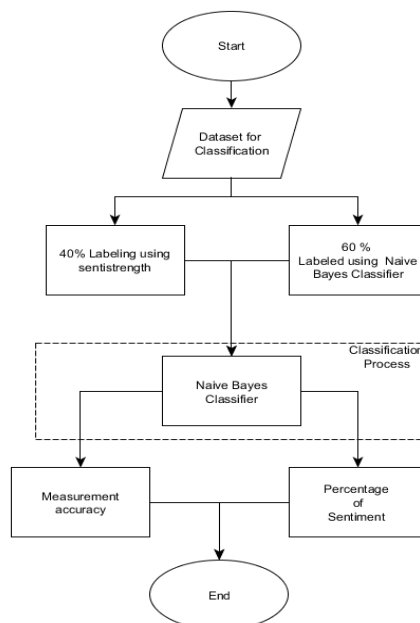 Start
Dataset for
Classification
40% Labeling using
sentistrength
60 %
Labeled using Naive
Bayes Classifier
Classification
Process
Naive Bayes
Classifier
Measurement
accuracy
Percentage
of
Sentiment
End